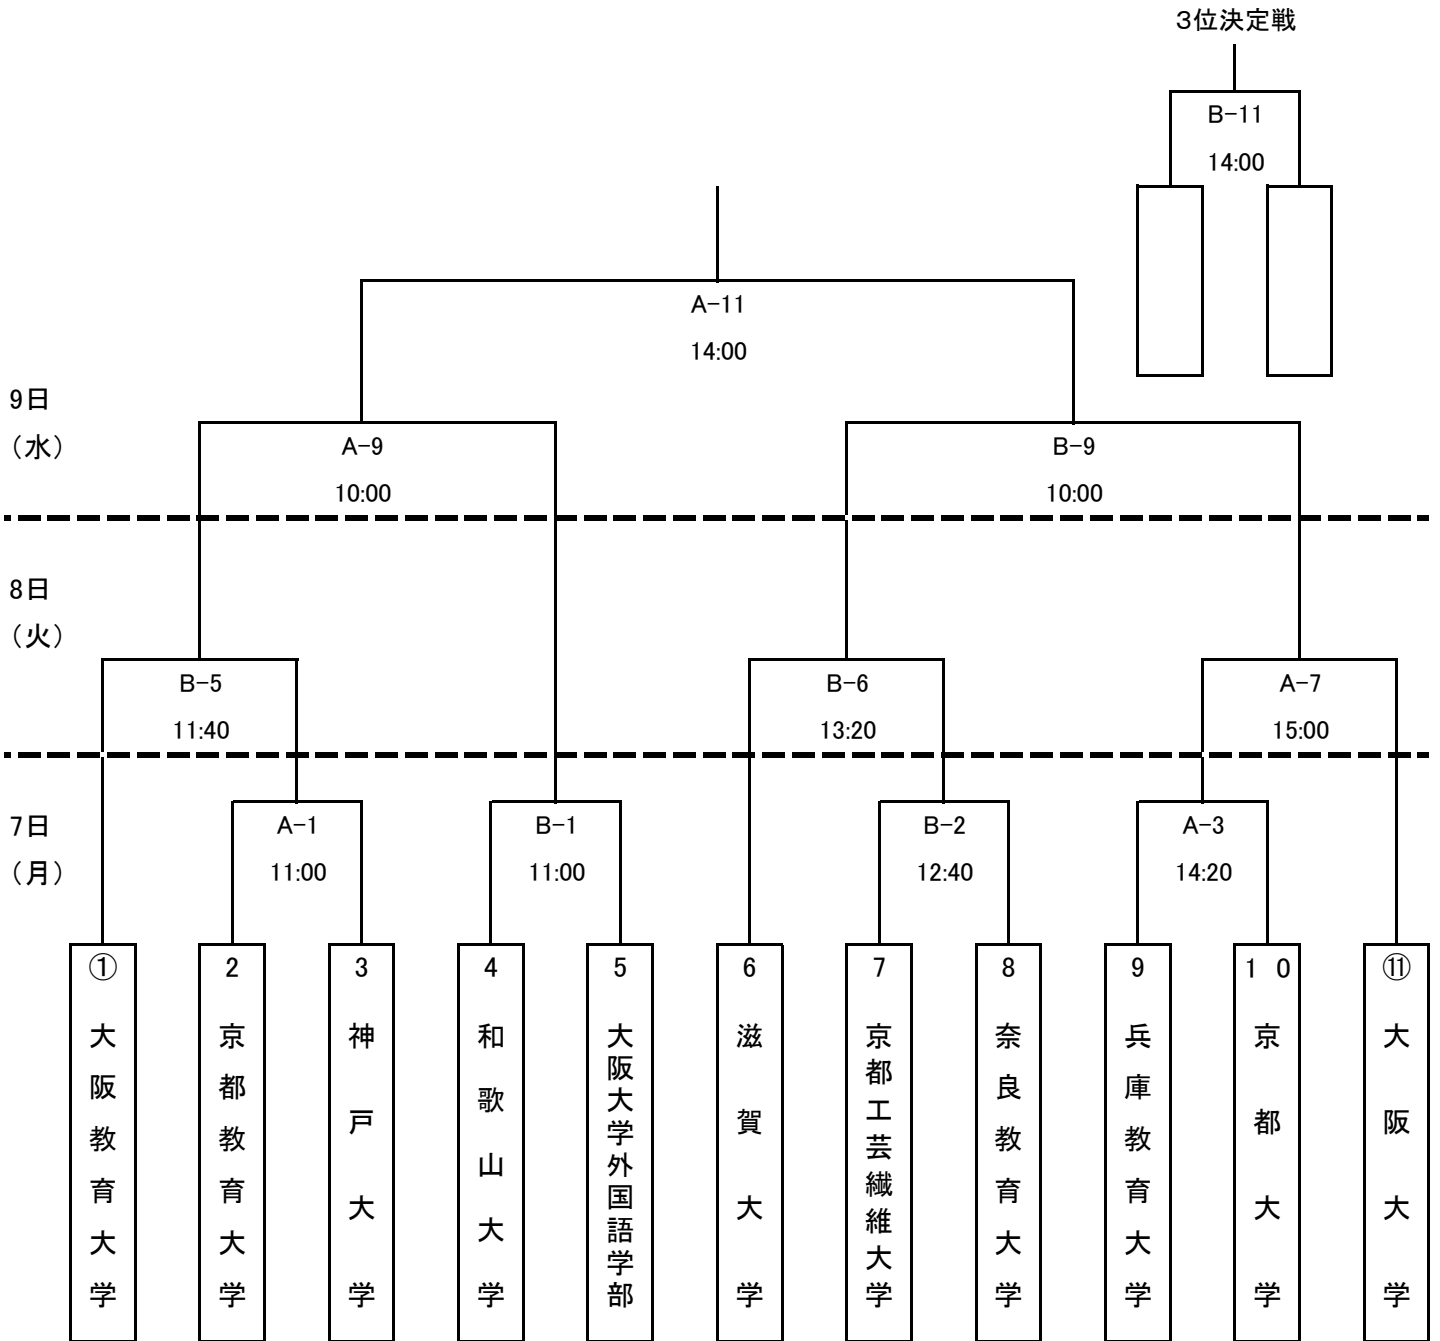 3位決定戦
B-11
14:00
A-11
14:00
9日
(水)
A-9
10:00
B-9
10:00
8日
(火)
B-5
11:40
B-6
13:20
A-7
15:00
7日
(月)
A-1
11:00
B-1
11:00
B-2
12:40
A-3
14:20
① 大阪教育大学
2 京都教育大学
3 神戸大学
4 和歌山大学
5 大阪大学外国語学部
6 滋賀大学
7 京都工芸繊維大学
8 奈良教育大学
9 兵庫教育大学
10 京都大学
⑪ 大阪大学